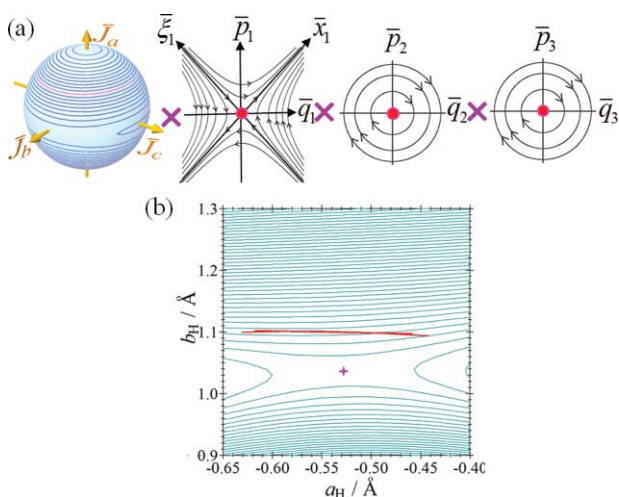 (a) J̄a J̄b J̄c ξ̄1 p̄1 x̄1 q̄1 p̄2 q̄2 p̄3 q̄3
(b)
1.3
1.2
1.1
1.0
0.9
bH / Å
-0.65 -0.60 -0.55 -0.50 -0.45 -0.40
aH / Å